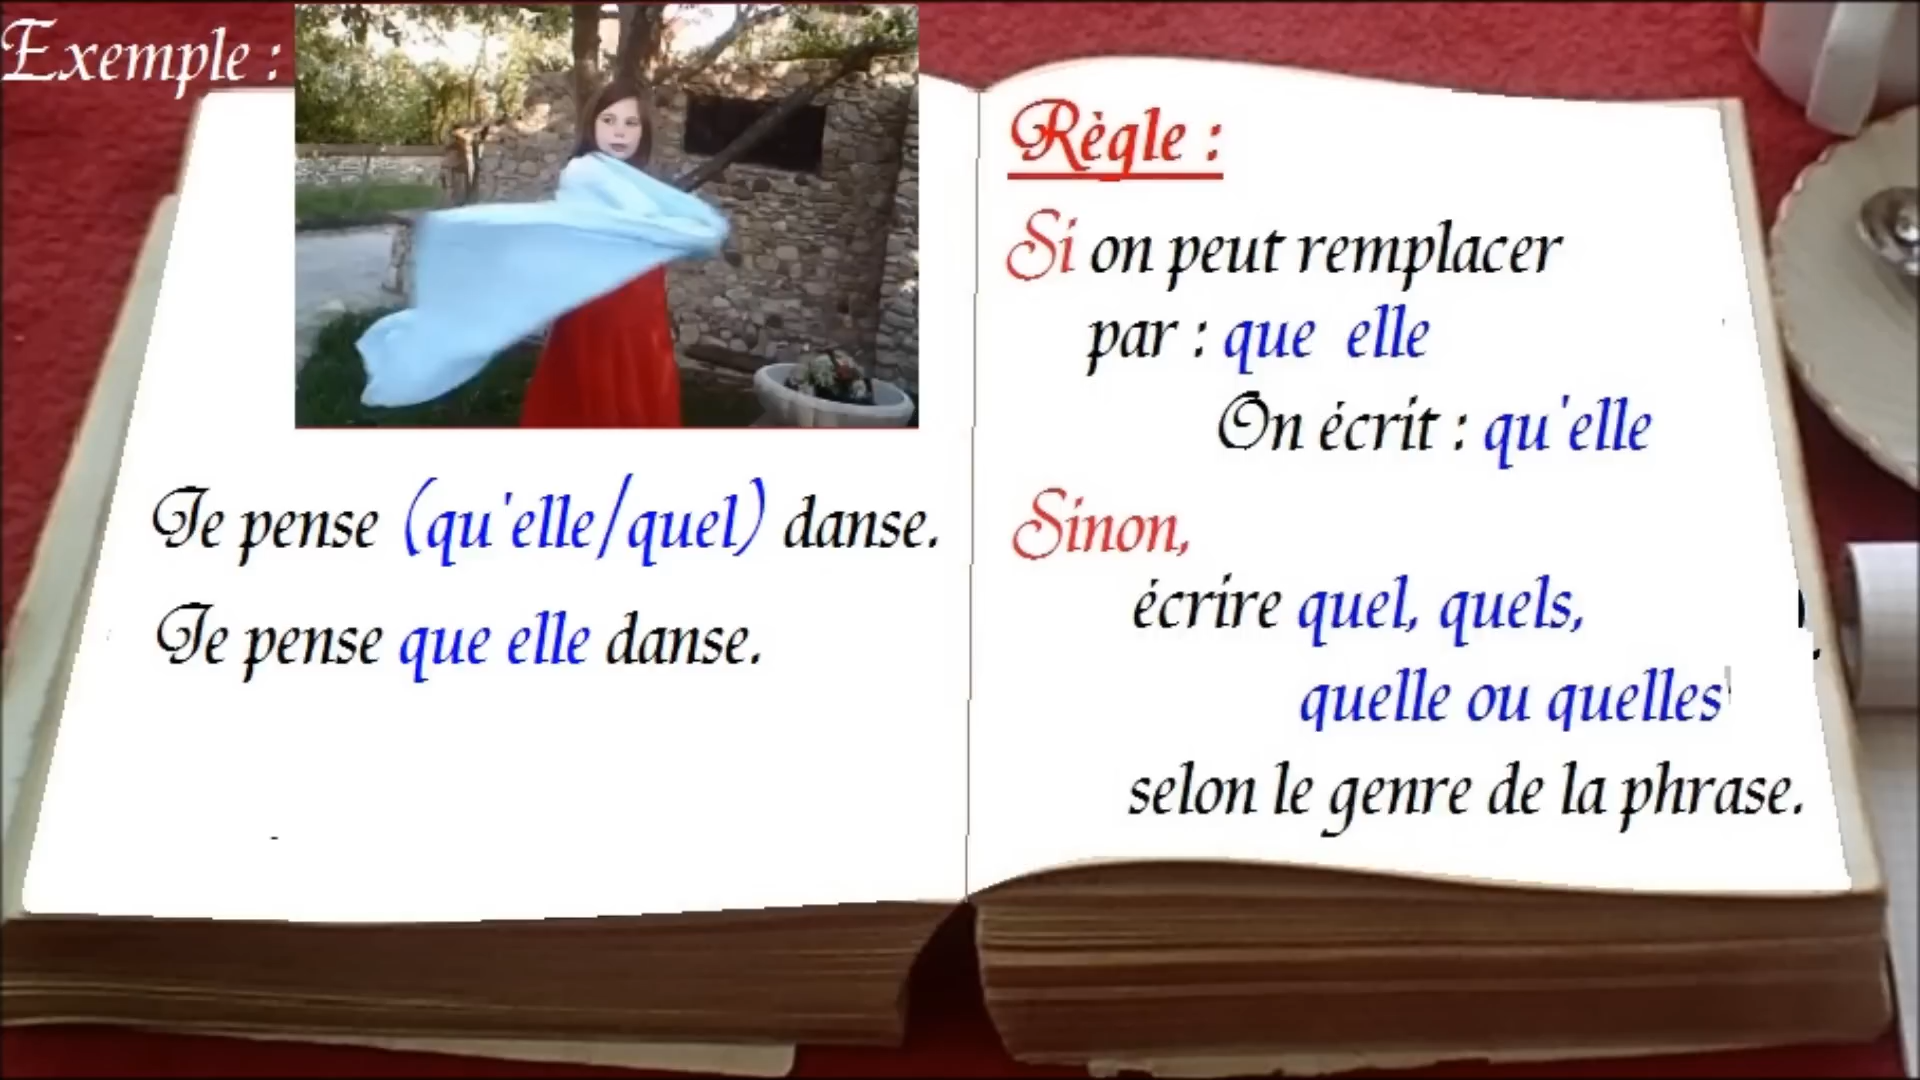 Exemple :
Je pense (qu'elle/quel) danse.
Je pense que elle danse.
Règle :
Si on peut remplacer
par : que elle
On écrit : qu'elle
Sinon,
écrire quel, quels,
quelle ou quelles
selon le genre de la phrase.